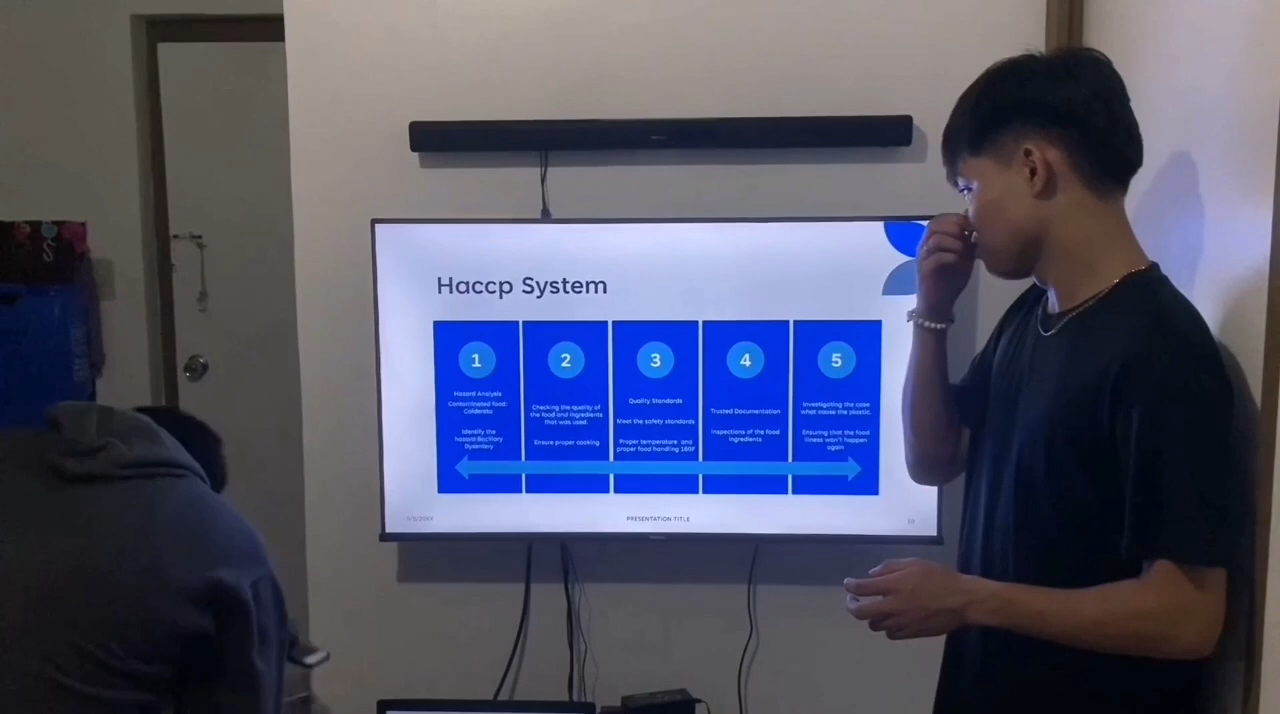 Haccp System
1
Hazard Analysis
Contaminated food:
Caldereta
Identify the
hazard Bacillary
Dysentery
2
Checking the quality of
the food and ingredients
that was used.
Ensure proper cooking
3
Quality Standards
Meet the safety standards
Proper temperature and
proper food handling 160F
4
Trusted Documentation
Inspections of the food
ingredients
5
Investigating the case
what cause the plastic.
Ensuring that the food
illness won't happen
again
PRESENTATION TITLE